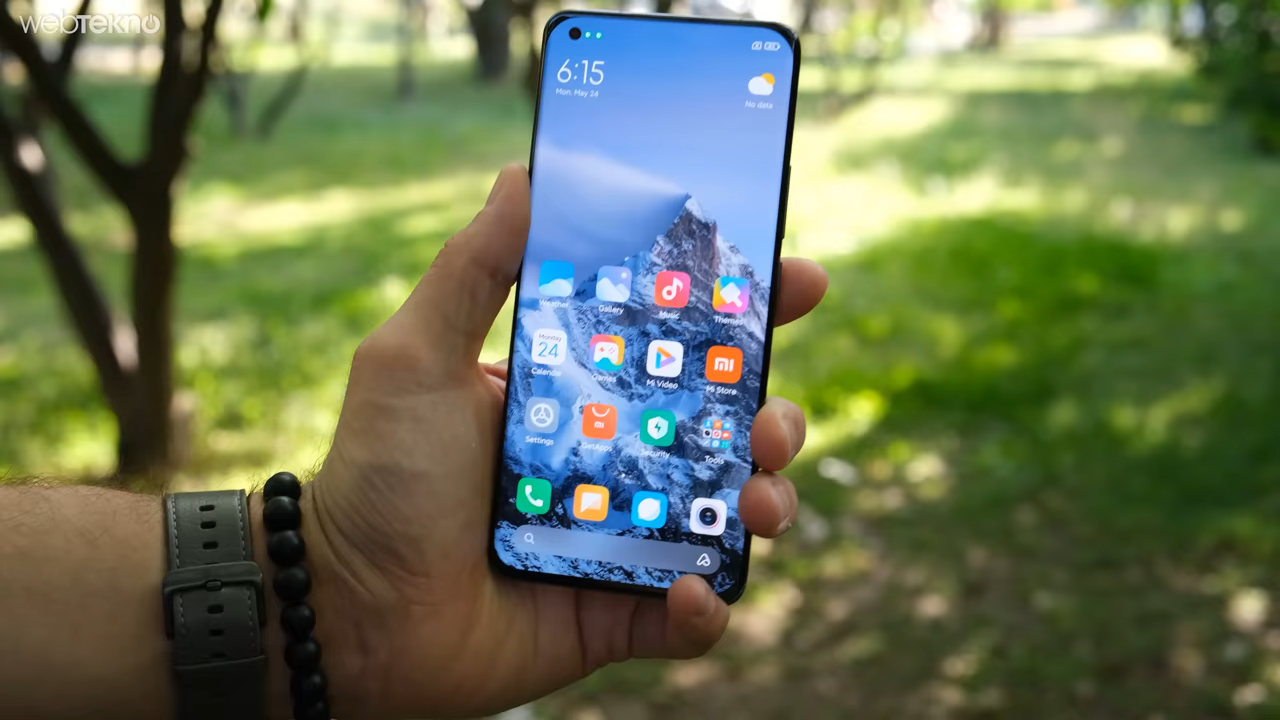 webtekno
6:15
Mon. May 24
No data
Weather
Gallery
Music
Themes
Monday
24
Calendar
Games
Mi Video
Mi Store
Settings
GetApps
Security
Tools